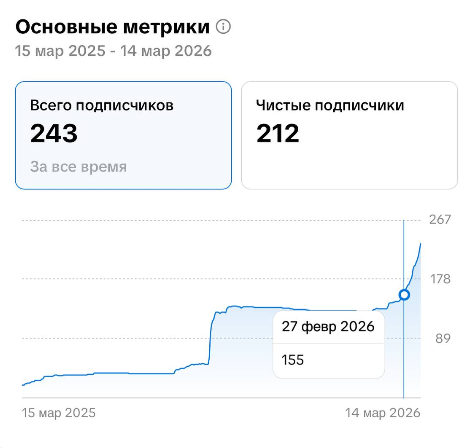 Основные метрики
15 мар 2025 - 14 мар 2026
Всего подписчиков
243
За все время
Чистые подписчики
212
267
178
27 февр 2026
155
89
15 мар 2025
14 мар 2026